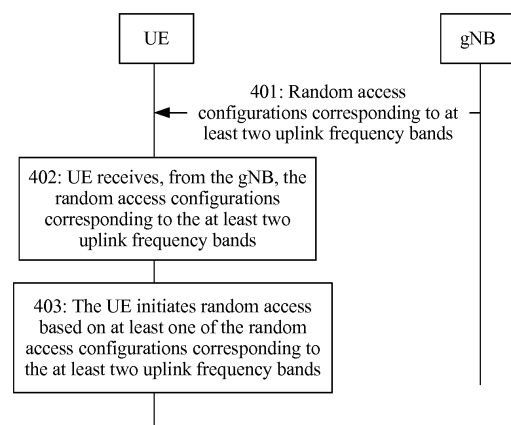 UE
gNB
401: Random access
configurations corresponding to at
least two uplink frequency bands
402: UE receives, from the gNB, the
random access configurations
corresponding to the at least two
uplink frequency bands
403: The UE initiates random access
based on at least one of the random
access configurations corresponding to
the at least two uplink frequency bands